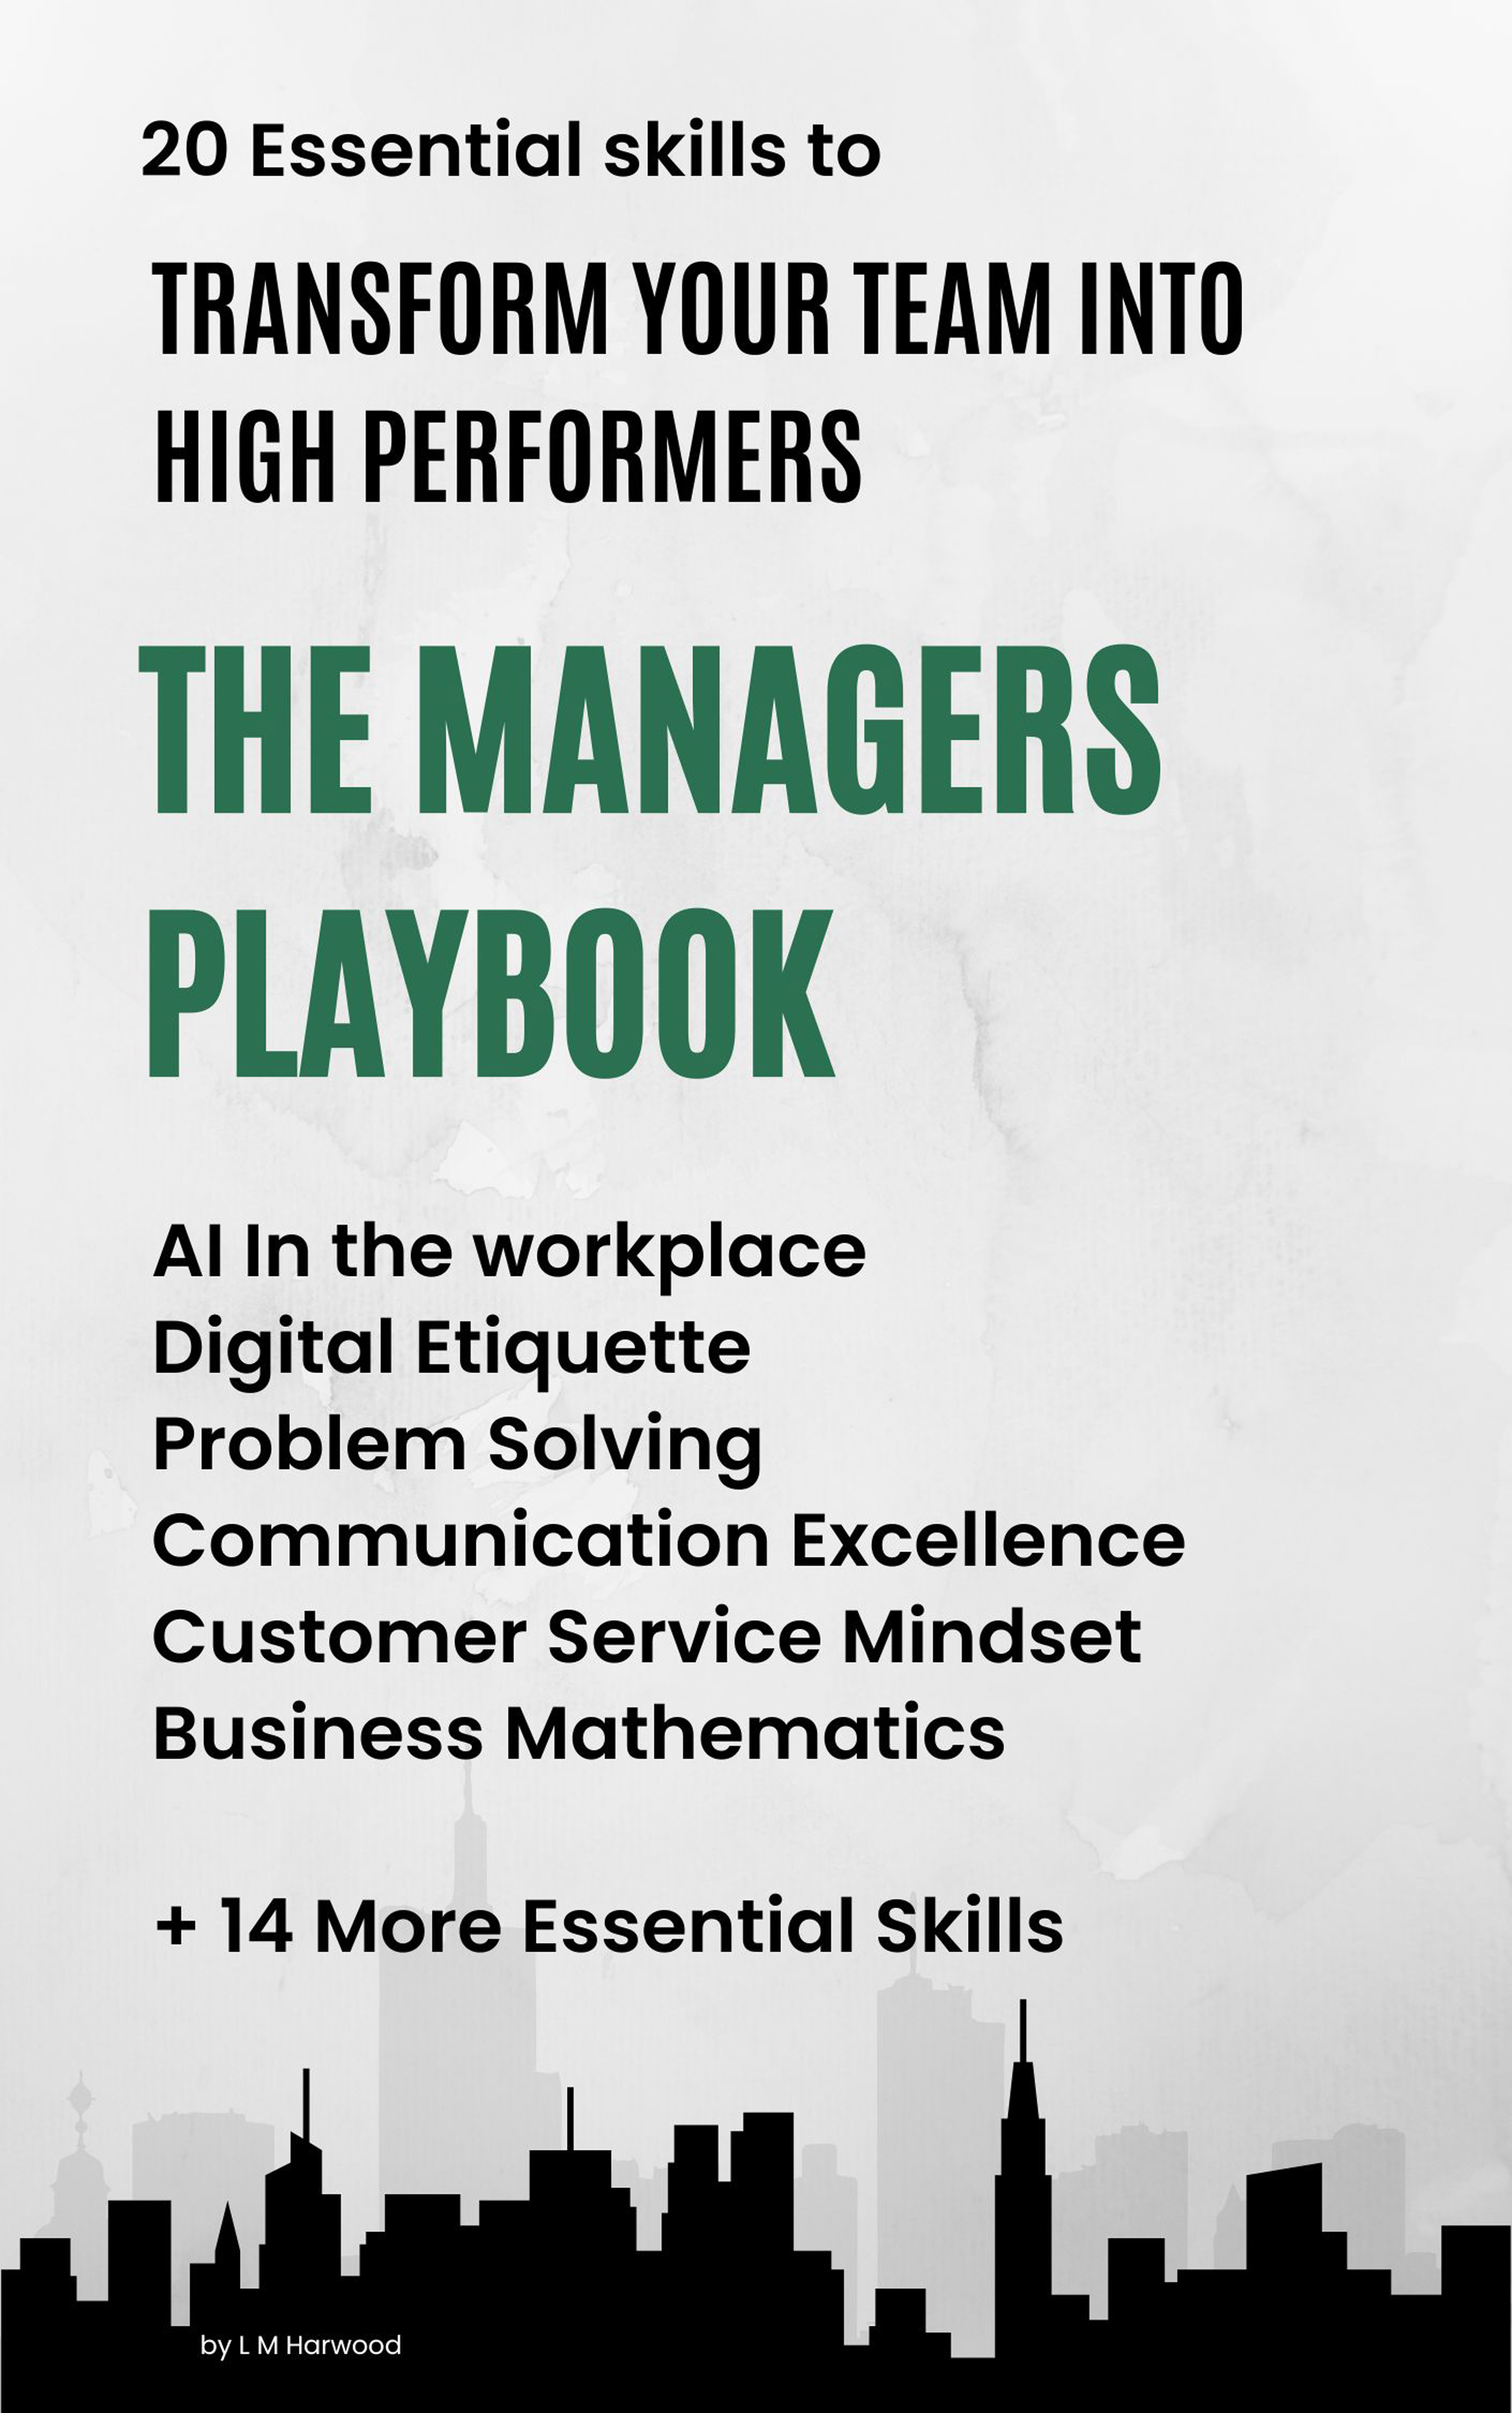 20 Essential skills to
TRANSFORM YOUR TEAM INTO
HIGH PERFORMERS
THE MANAGERS
PLAYBOOK
AI In the workplace
Digital Etiquette
Problem Solving
Communication Excellence
Customer Service Mindset
Business Mathematics
+ 14 More Essential Skills
by L M Harwood